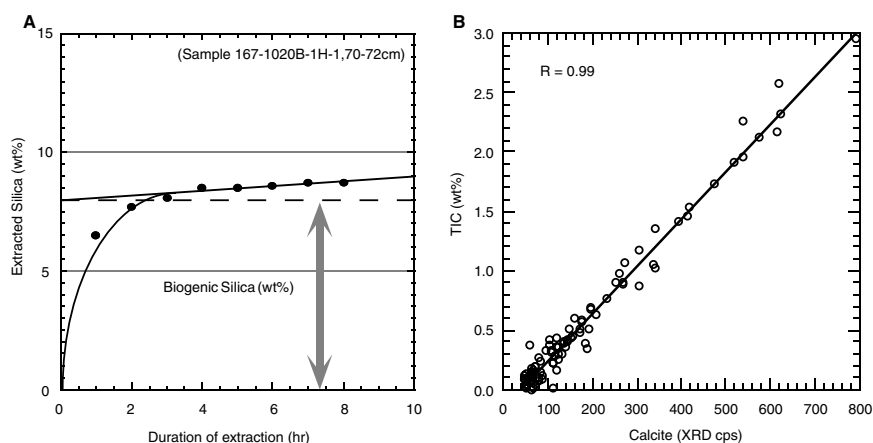 A
(Sample 167-1020B-1H-1,70-72cm)
Extracted Silica (wt%)
15
10
5
0
Biogenic Silica (wt%)
0 2 4 6 8 10
Duration of extraction (hr)
B
R = 0.99
TIC (wt%)
3.0
2.5
2.0
1.5
1.0
0.5
0.0
0 100 200 300 400 500 600 700 800
Calcite (XRD cps)